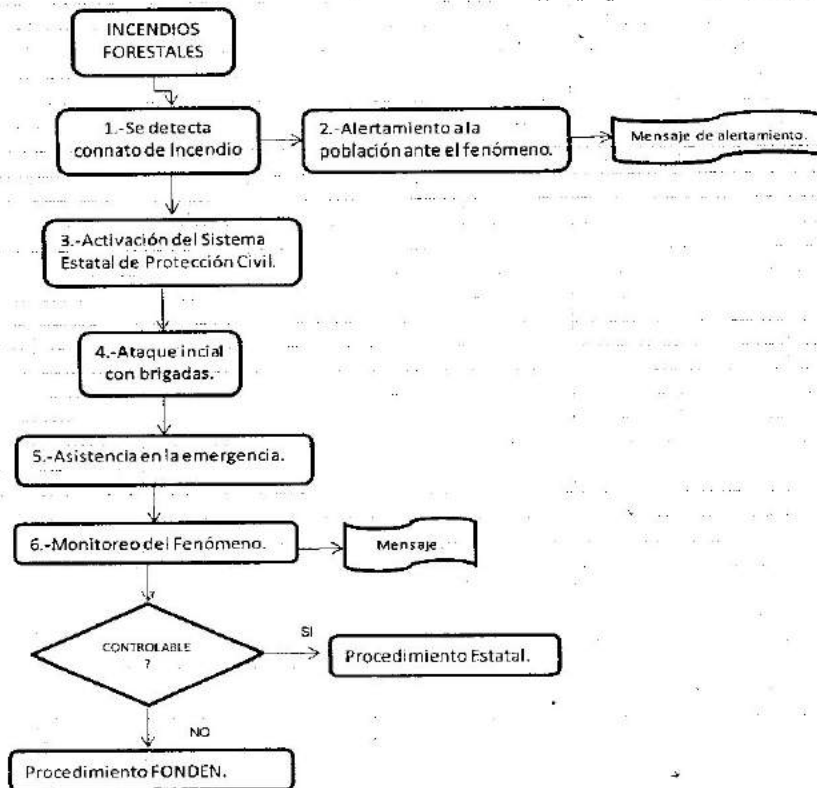 INCENDIOS
FORESTALES
1.-Se detecta
connato de Incendio
2.-Alertamiento a la
población ante el fenómeno.
Mensaje de alertamiento.
3.-Activación del Sistema
Estatal de Protección Civil.
4.-Ataque incial
con brigadas.
5.-Asistencia en la emergencia.
6.-Monitoreo del Fenómeno.
Mensaje
CONTROLABLE
?
SI
Procedimiento Estatal.
NO
Procedimiento FONDEN.